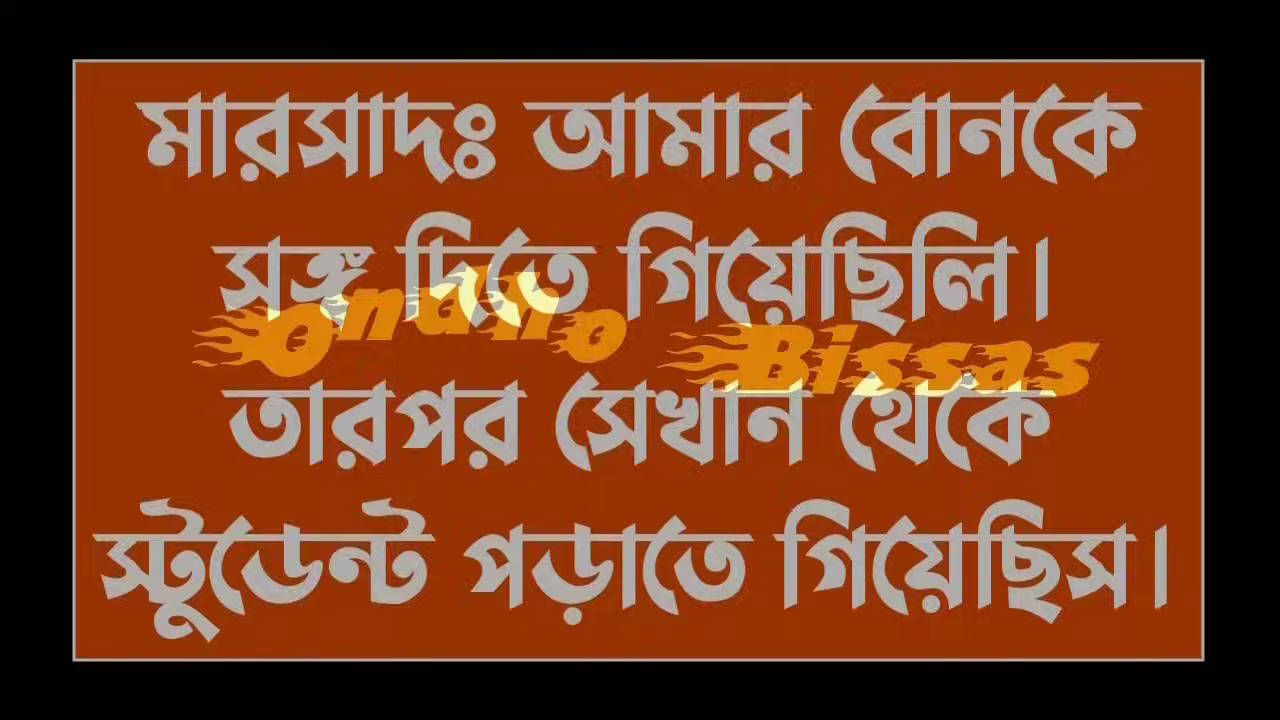 মারসাদঃ আমার বোনকে
সঙ্গ দিতে গিয়েছিলি।
Bissas
তারপর সেখান থেকে
স্টুডেন্ট পড়াতে গিয়েছিস।